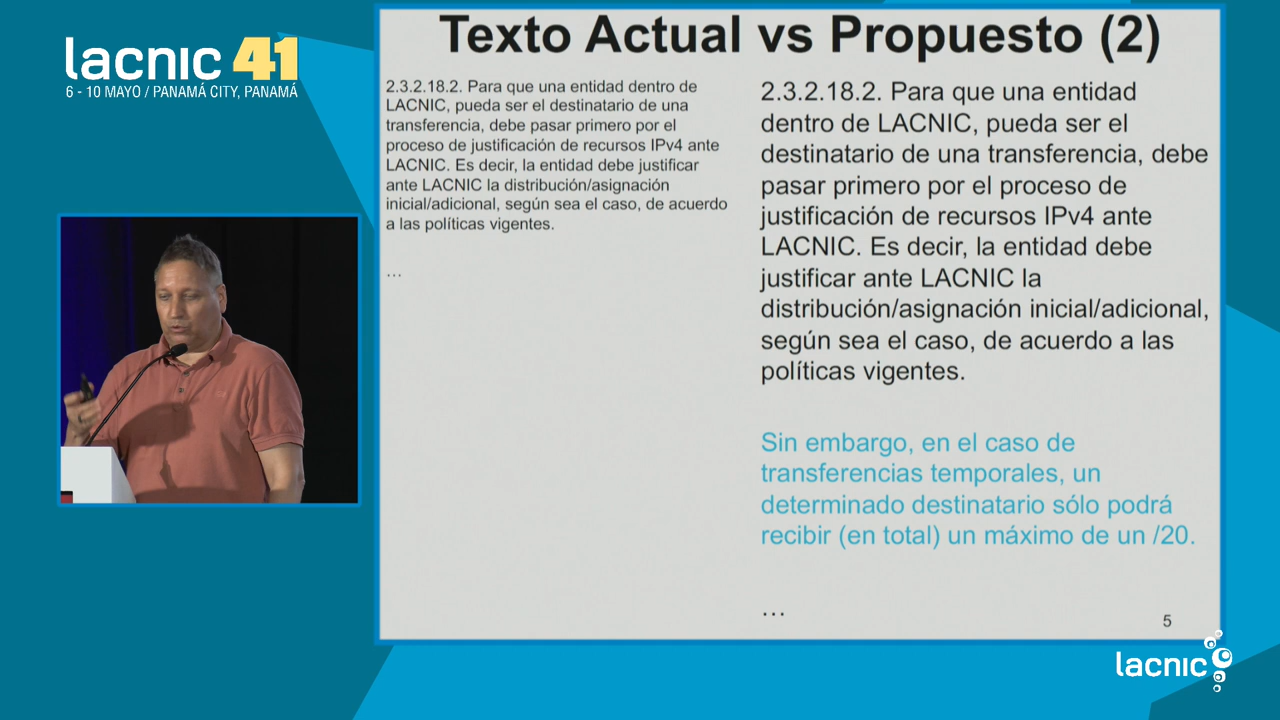 lacnic 41
6 - 10 MAYO / PANAMÁ CITY, PANAMÁ
Texto Actual vs Propuesto (2)
2.3.2.18.2. Para que una entidad dentro de
LACNIC, pueda ser el destinatario de una
transferencia, debe pasar primero por el
proceso de justificación de recursos IPv4 ante
LACNIC. Es decir, la entidad debe justificar
ante LACNIC la distribución/asignación
inicial/adicional, según sea el caso, de acuerdo
a las políticas vigentes.
...
2.3.2.18.2. Para que una entidad
dentro de LACNIC, pueda ser el
destinatario de una transferencia, debe
pasar primero por el proceso de
justificación de recursos IPv4 ante
LACNIC. Es decir, la entidad debe
justificar ante LACNIC la
distribución/asignación inicial/adicional,
según sea el caso, de acuerdo a las
políticas vigentes.
Sin embargo, en el caso de
transferencias temporales, un
determinado destinatario sólo podrá
recibir (en total) un máximo de un /20.
...
5
lacnic